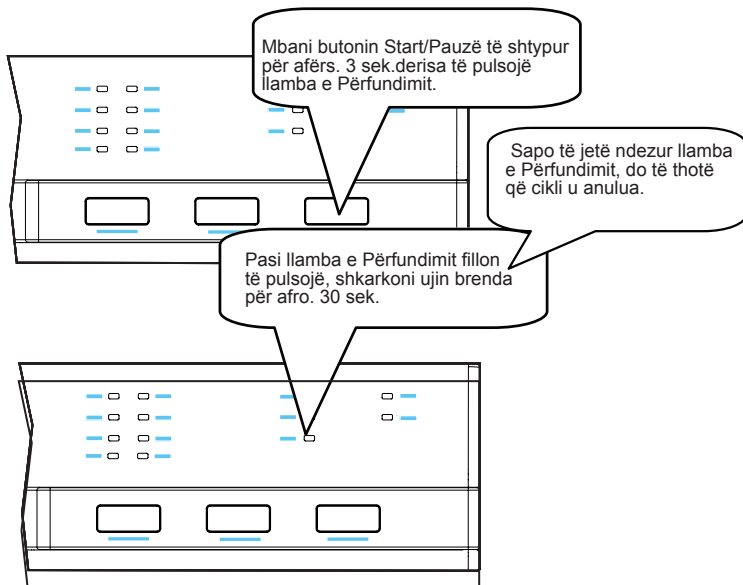 Mbani butonin Start/Pauzë të shtypur
për afërs. 3 sek.derisa të pulsojë
llamba e Përfundimit.
Sapo të jetë ndezur llamba
e Përfundimit, do të thotë
që cikli u anulua.
Pasi llamba e Përfundimit fillon
të pulsojë, shkarkoni ujin brenda
për afro. 30 sek.